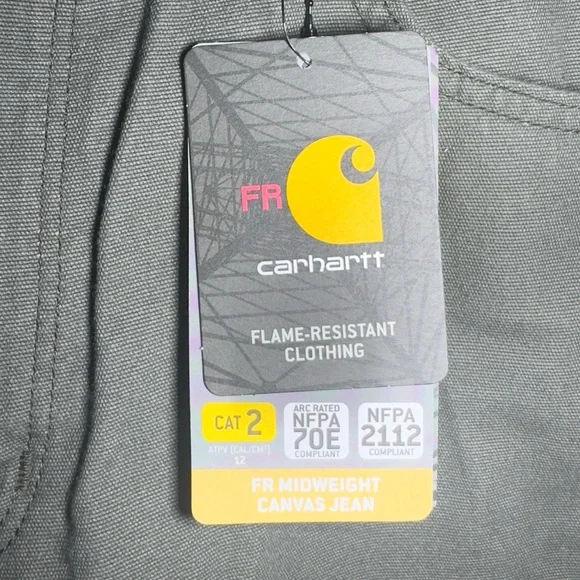 FR
carhartt
FLAME-RESISTANT
CLOTHING
CAT 2
ATPV (CAL/CM²)
12
ARC RATED
NFPA
70E
COMPLIANT
NFPA
2112
COMPLIANT
FR MIDWEIGHT
CANVAS JEAN